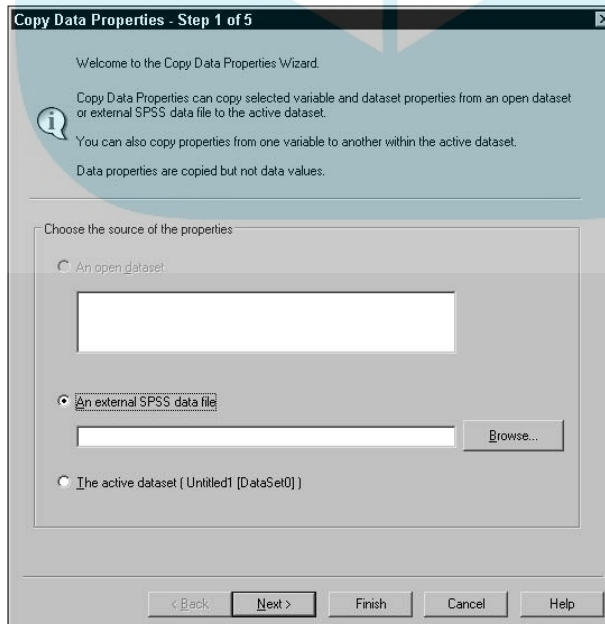 Copy Data Properties - Step 1 of 5
Welcome to the Copy Data Properties Wizard.
Copy Data Properties can copy selected variable and dataset properties from an open dataset
or external SPSS data file to the active dataset.
You can also copy properties from one variable to another within the active dataset.
Data properties are copied but not data values.
Choose the source of the properties
An open dataset
An external SPSS data file
Browse...
The active dataset ( Untitled1 [DataSet0] )
< Back
Next >
Finish
Cancel
Help